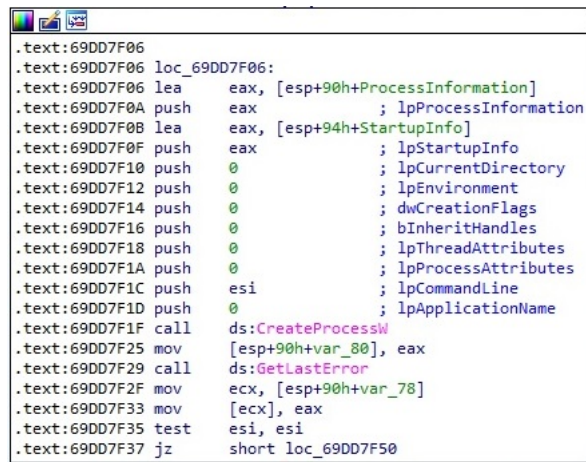 .text:69DD7F06
.text:69DD7F06 loc_69DD7F06:
.text:69DD7F06 lea     eax, [esp+90h+ProcessInformation]
.text:69DD7F0A push    eax             ; lpProcessInformation
.text:69DD7F0B lea     eax, [esp+94h+StartupInfo]
.text:69DD7F0F push    eax             ; lpStartupInfo
.text:69DD7F10 push    0               ; lpCurrentDirectory
.text:69DD7F12 push    0               ; lpEnvironment
.text:69DD7F14 push    0               ; dwCreationFlags
.text:69DD7F16 push    0               ; bInheritHandles
.text:69DD7F18 push    0               ; lpThreadAttributes
.text:69DD7F1A push    0               ; lpProcessAttributes
.text:69DD7F1C push    esi             ; lpCommandLine
.text:69DD7F1D push    0               ; lpApplicationName
.text:69DD7F1F call    ds:CreateProcessW
.text:69DD7F25 mov     [esp+90h+var_80], eax
.text:69DD7F29 call    ds:GetLastError
.text:69DD7F2F mov     ecx, [esp+90h+var_78]
.text:69DD7F33 mov     [ecx], eax
.text:69DD7F35 test    esi, esi
.text:69DD7F37 jz      short loc_69DD7F50